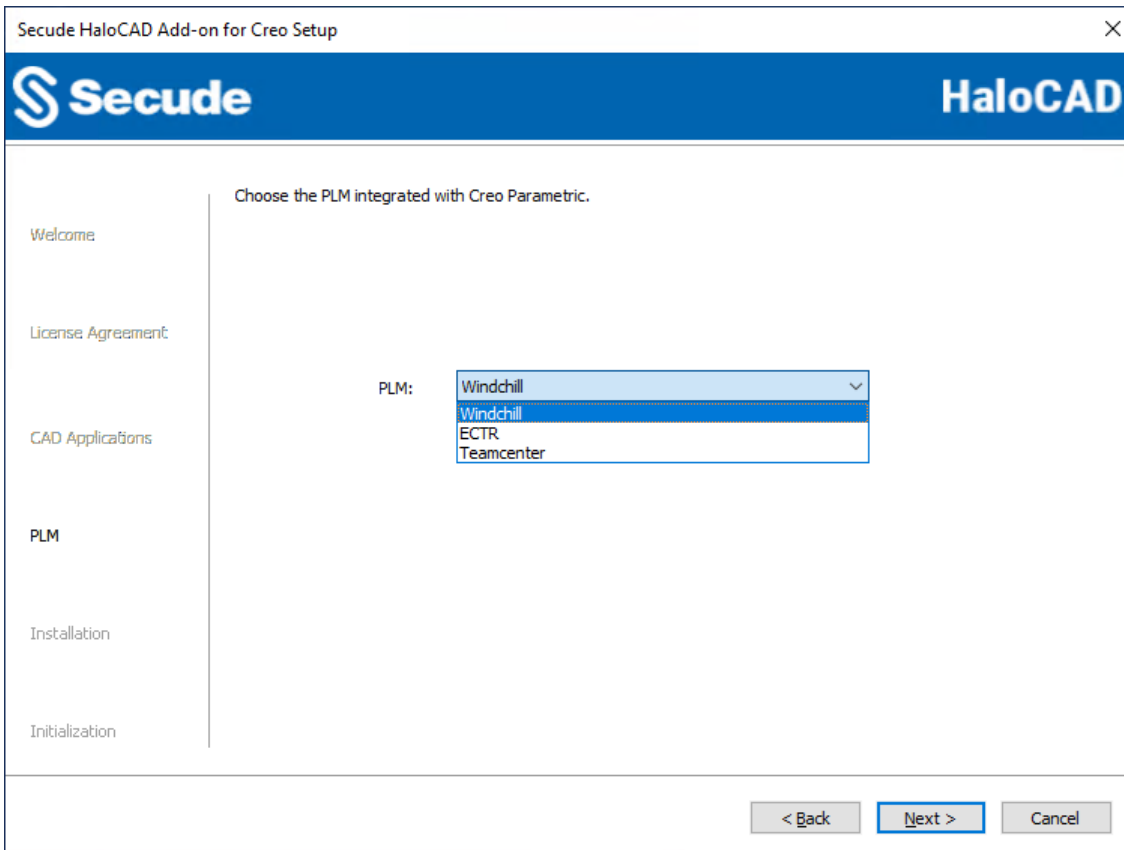 Secude HaloCAD Add-on for Creo Setup
Secude
HaloCAD
Choose the PLM integrated with Creo Parametric.
Welcome
License Agreement
CAD Applications
PLM
Installation
Initialization
PLM:
Windchill
Windchill
ECTR
Teamcenter
< Back
Next >
Cancel